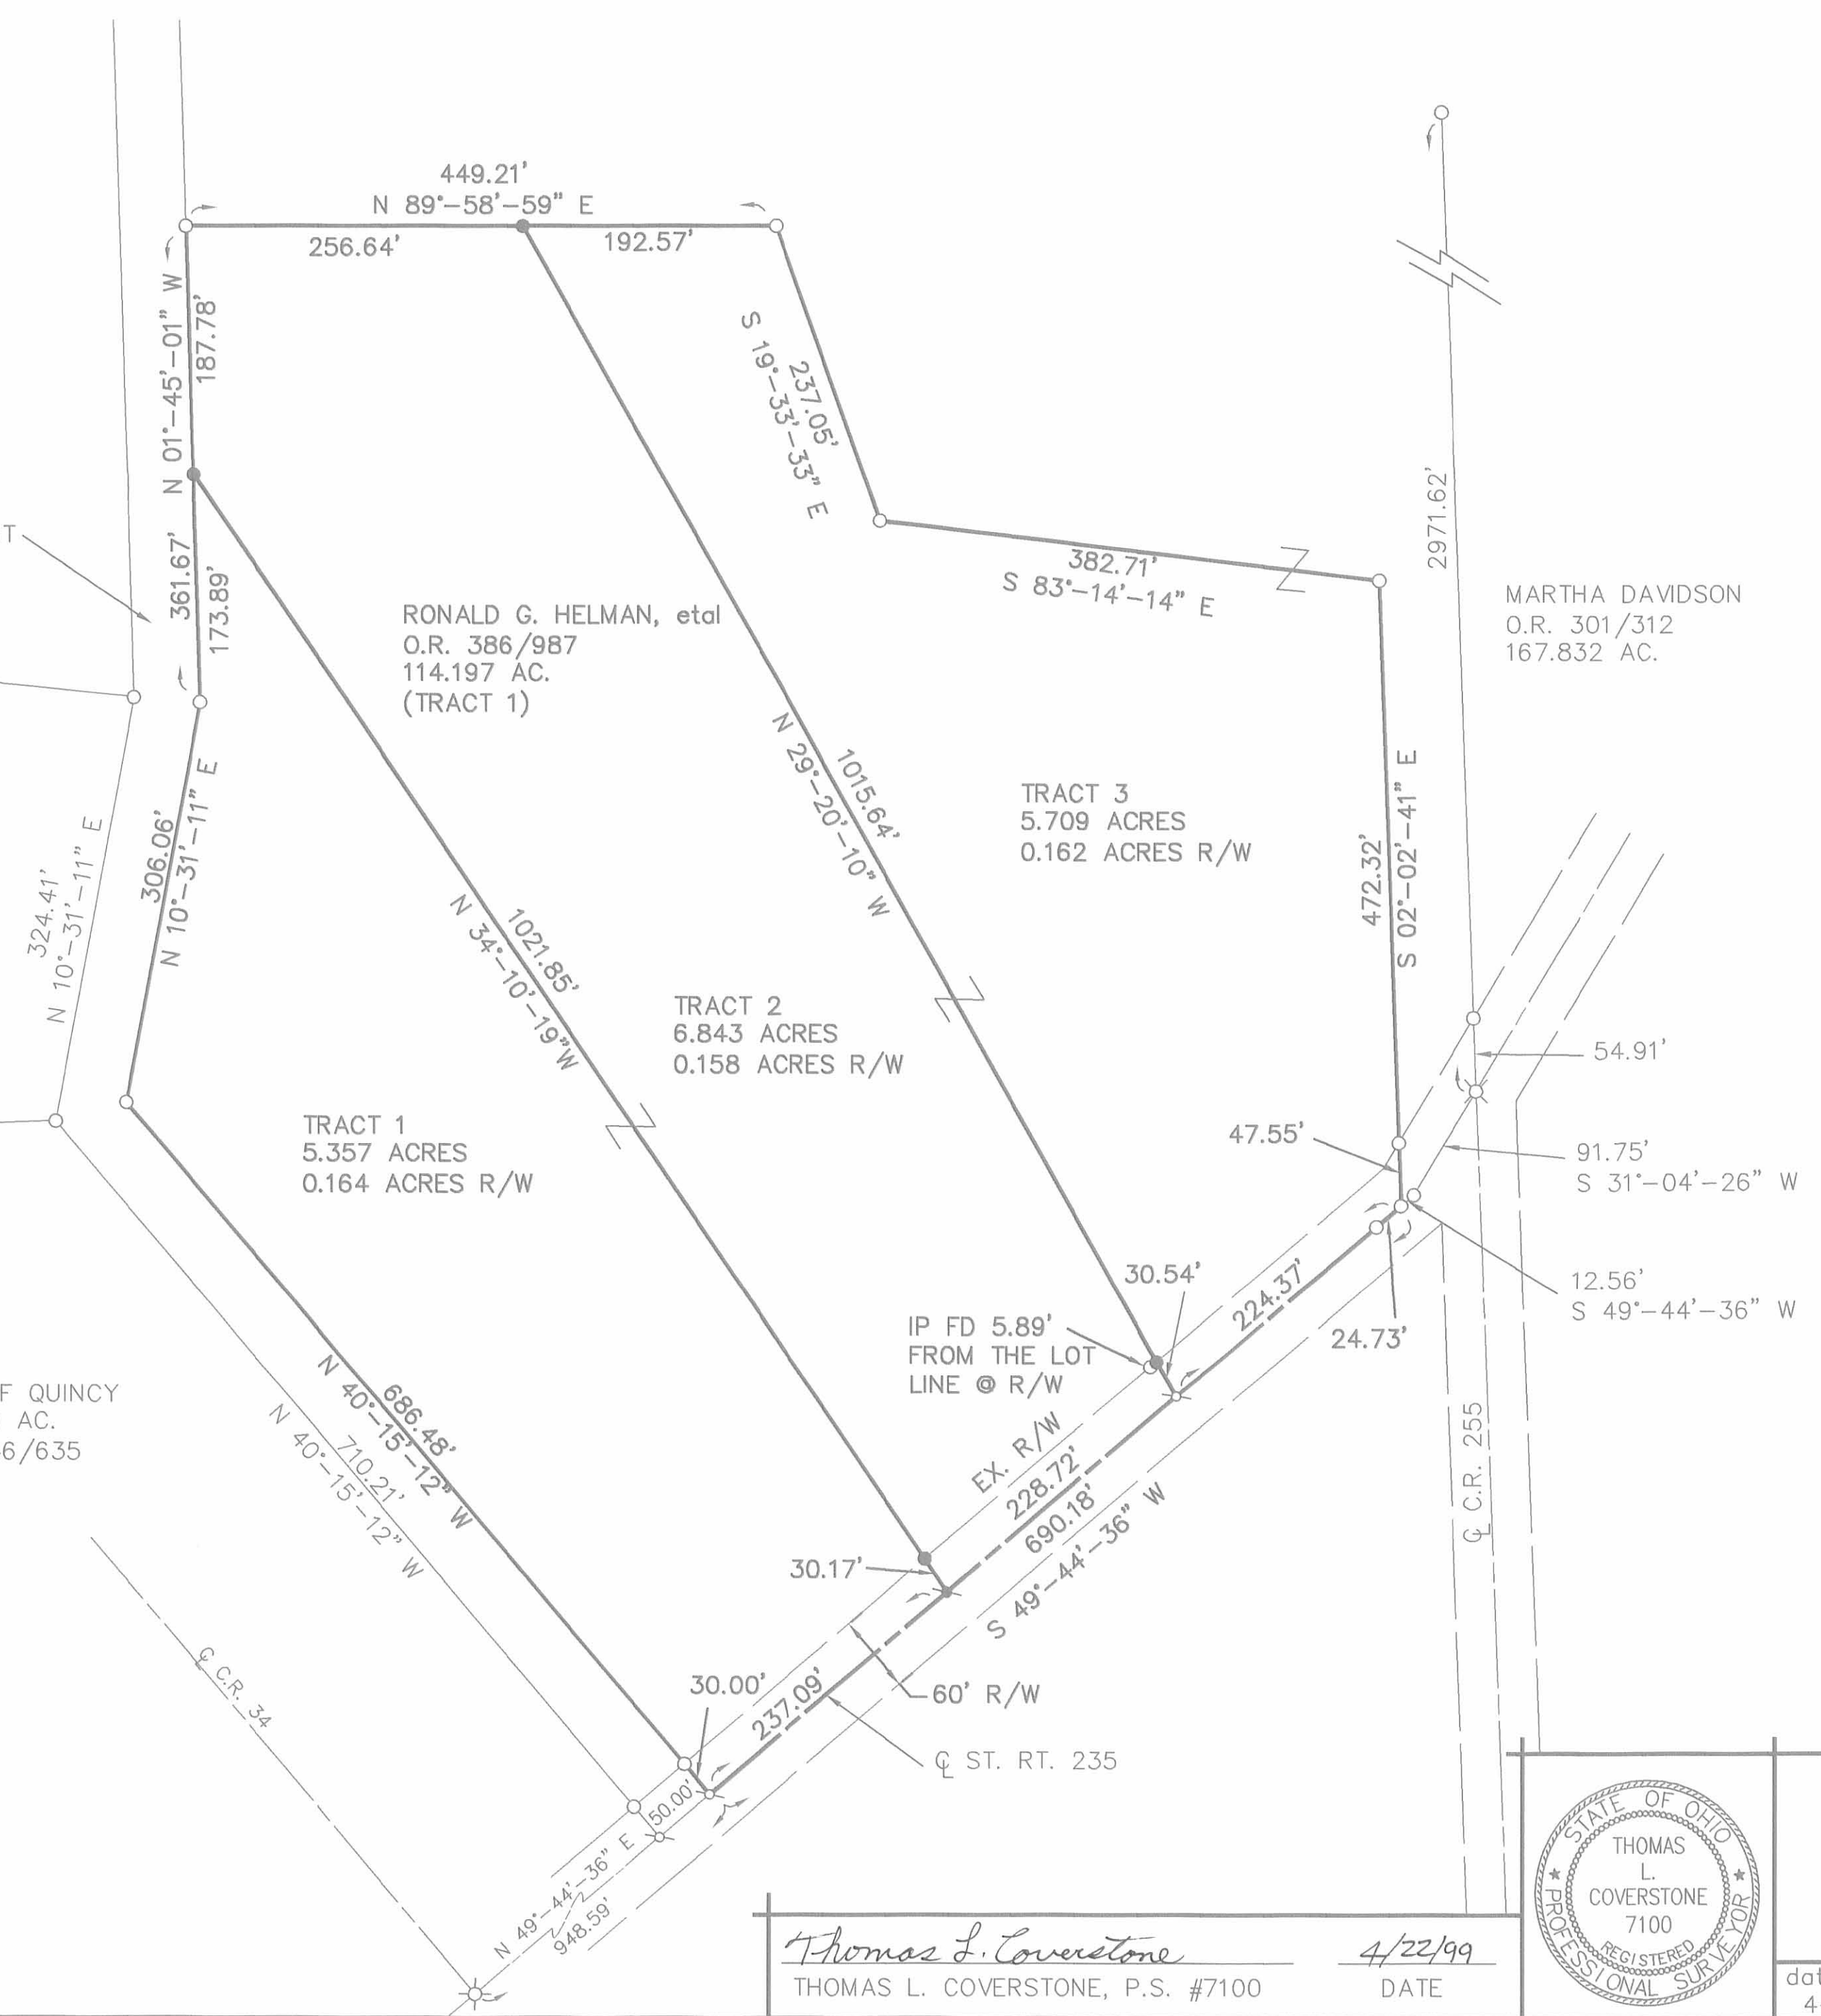 449.21'
N 89°-58'-59" E
256.64'
192.57'
N 01°-45'-01" W
187.78'
361.67'
173.89'
T
S 19°-33'-33" E
237.05'
382.71'
S 83°-14'-14" E
2971.62'
MARTHA DAVIDSON
O.R. 301/312
167.832 AC.
RONALD G. HELMAN, etal
O.R. 386/987
114.197 AC.
(TRACT 1)
N 29°-20'-10" W
1015.64'
TRACT 3
5.709 ACRES
0.162 ACRES R/W
472.32'
S 02°-02'-41" E
306.06'
N 10°-31'-11" E
324.41'
N 10°-31'-11" E
1021.85'
N 34°-10'-19"W
TRACT 2
6.843 ACRES
0.158 ACRES R/W
54.91'
TRACT 1
5.357 ACRES
0.164 ACRES R/W
47.55'
91.75'
S 31°-04'-26" W
12.56'
S 49°-44'-36" W
30.54'
224.37'
24.73'
IP FD 5.89'
FROM THE LOT
LINE @ R/W
F QUINCY
AC.
6/635
686.48'
N 40°-15'-12" W
710.21'
N 40°-15'-12" W
EX. R/W
228.72'
690.18'
S 49°-44'-36" W
℄ C.R. 255
30.17'
30.00'
237.09'
60' R/W
℄ ST. RT. 235
℄ C.R. 34
50.00'
N 49°-44'-36" E
948.59'
Thomas L. Coverstone
4/22/99
THOMAS L. COVERSTONE, P.S. #7100
DATE
STATE OF OHIO
THOMAS
L.
COVERSTONE
7100
REGISTERED
PROFESSIONAL SURVEYOR
dat
4